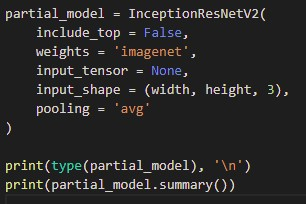 partial_model = InceptionResNetV2(
    include_top = False,
    weights = 'imagenet',
    input_tensor = None,
    input_shape = (width, height, 3),
    pooling = 'avg'
)

print(type(partial_model), '\n')
print(partial_model.summary())